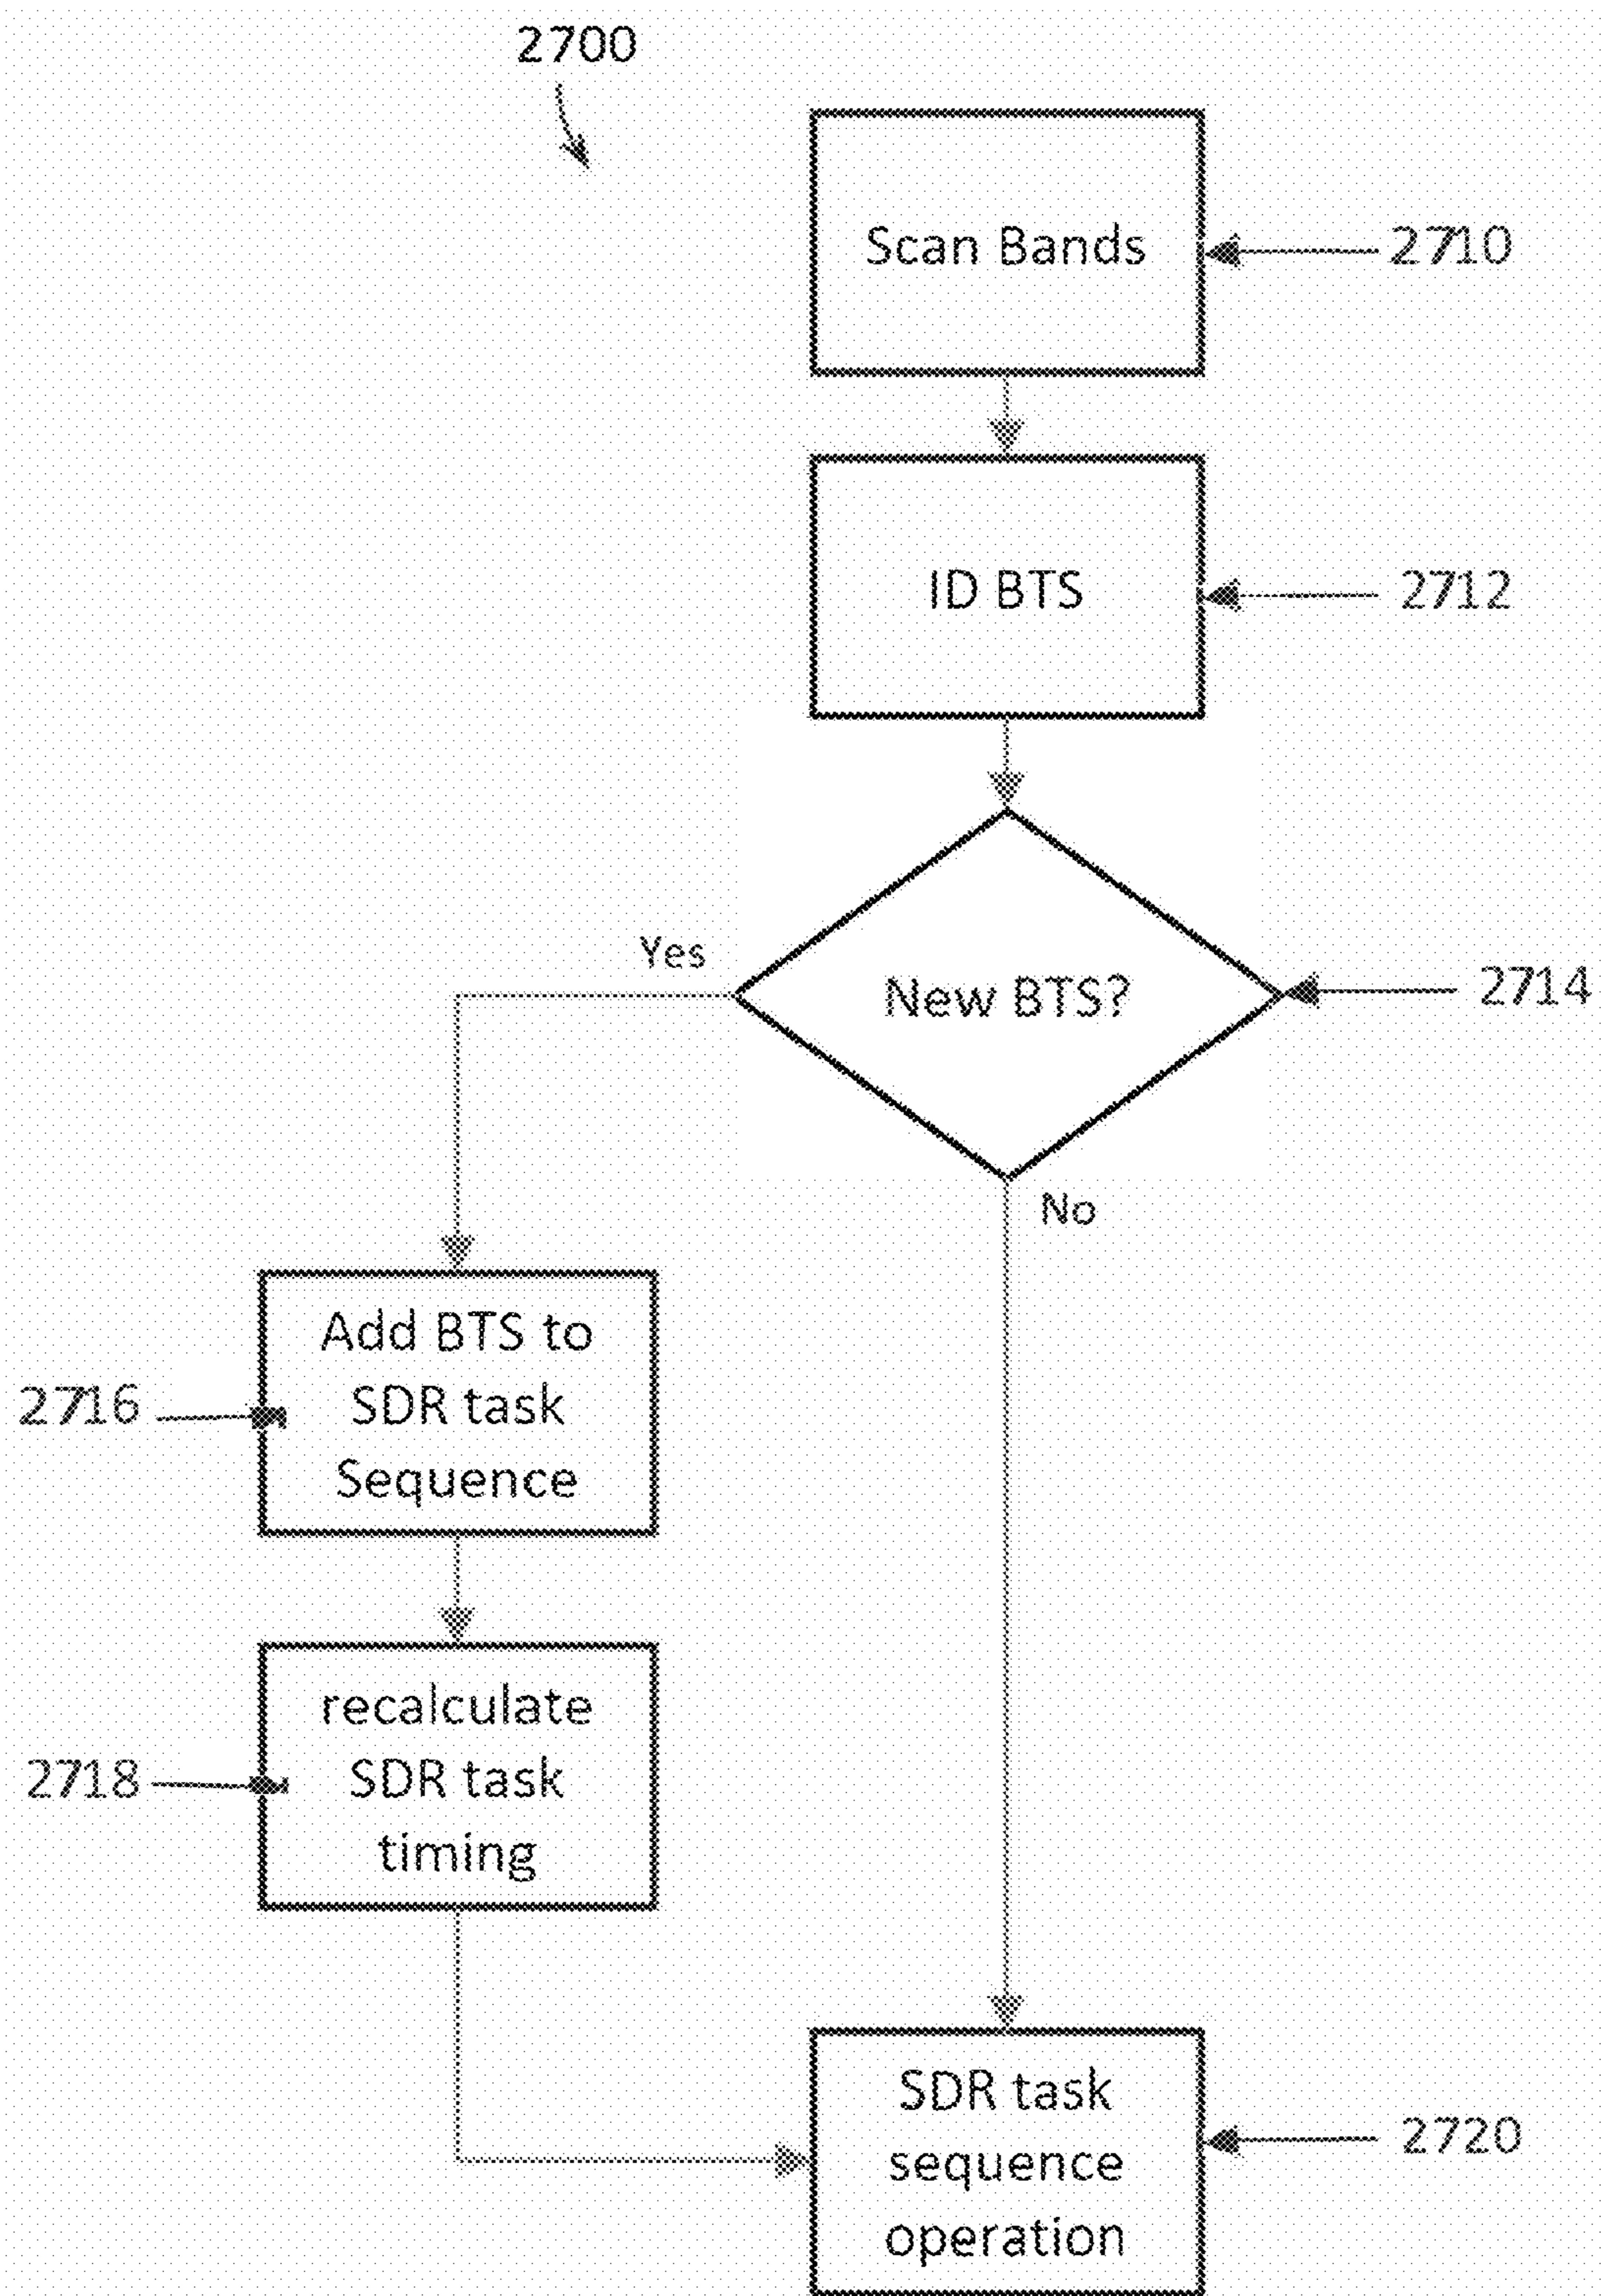 2700
Scan Bands
2710
ID BTS
2712
Yes
New BTS?
2714
No
Add BTS to
SDR task
Sequence
2716
recalculate
SDR task
timing
2718
SDR task
sequence
operation
2720